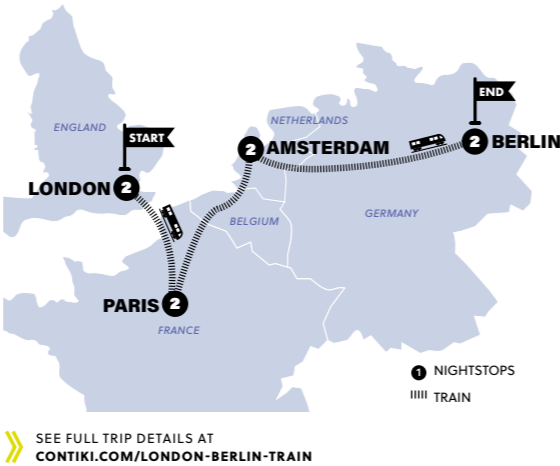 END
NETHERLANDS
ENGLAND
START
2 AMSTERDAM
2 BERLIN
LONDON 2
BELGIUM
GERMANY
PARIS 2
FRANCE
1 NIGHTSTOPS
TRAIN
SEE FULL TRIP DETAILS AT
CONTIKI.COM/LONDON-BERLIN-TRAIN